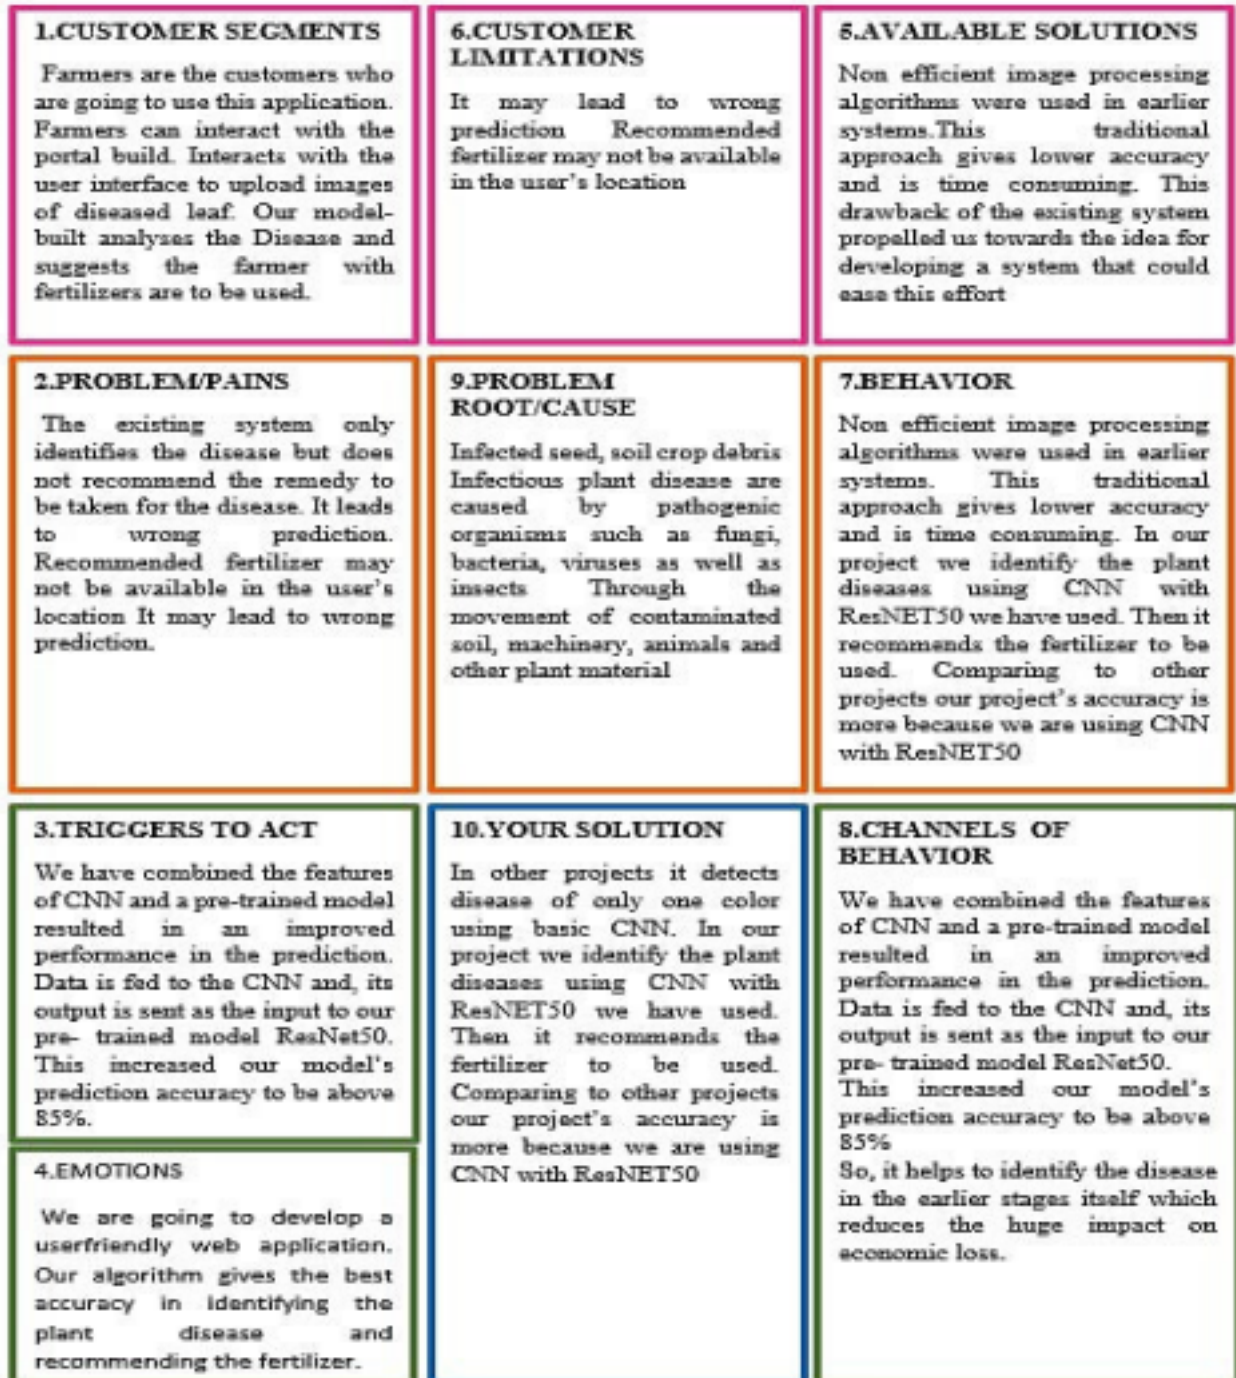 1.CUSTOMER SEGMENTS
Farmers are the customers who
are going to use this application.
Farmers can interact with the
portal build. Interacts with the
user interface to upload images
of diseased leaf. Our model-
built analyses the Disease and
suggests the farmer with
fertilizers are to be used.
6.CUSTOMER
LIMITATIONS
It may lead to wrong
prediction Recommended
fertilizer may not be available
in the user's location
5.AVAILABLE SOLUTIONS
Non efficient image processing
algorithms were used in earlier
systems.This traditional
approach gives lower accuracy
and is time consuming. This
drawback of the existing system
propelled us towards the idea for
developing a system that could
ease this effort
2.PROBLEM/PAINS
The existing system only
identifies the disease but does
not recommend the remedy to
be taken for the disease. It leads
to wrong prediction.
Recommended fertilizer may
not be available in the user's
location It may lead to wrong
prediction.
9.PROBLEM
ROOT/CAUSE
Infected seed, soil crop debris
Infectious plant disease are
caused by pathogenic
organisms such as fungi,
bacteria, viruses as well as
insects Through the
movement of contaminated
soil, machinery, animals and
other plant material
7.BEHAVIOR
Non efficient image processing
algorithms were used in earlier
systems. This traditional
approach gives lower accuracy
and is time consuming. In our
project we identify the plant
diseases using CNN with
ResNET50 we have used. Then it
recommends the fertilizer to be
used. Comparing to other
projects our project's accuracy is
more because we are using CNN
with ResNET50
3.TRIGGERS TO ACT
We have combined the features
of CNN and a pre-trained model
resulted in an improved
performance in the prediction.
Data is fed to the CNN and, its
output is sent as the input to our
pre- trained model ResNet50.
This increased our model's
prediction accuracy to be above
85%.
4.EMOTIONS
We are going to develop a
userfriendly web application.
Our algorithm gives the best
accuracy in identifying the
plant disease and
recommending the fertilizer.
10.YOUR SOLUTION
In other projects it detects
disease of only one color
using basic CNN. In our
project we identify the plant
diseases using CNN with
ResNET50 we have used.
Then it recommends the
fertilizer to be used.
Comparing to other projects
our project's accuracy is
more because we are using
CNN with ResNET50
8.CHANNELS OF
BEHAVIOR
We have combined the features
of CNN and a pre-trained model
resulted in an improved
performance in the prediction.
Data is fed to the CNN and, its
output is sent as the input to our
pre- trained model ResNet50.
This increased our model's
prediction accuracy to be above
85%
So, it helps to identify the disease
in the earlier stages itself which
reduces the huge impact on
economic loss.